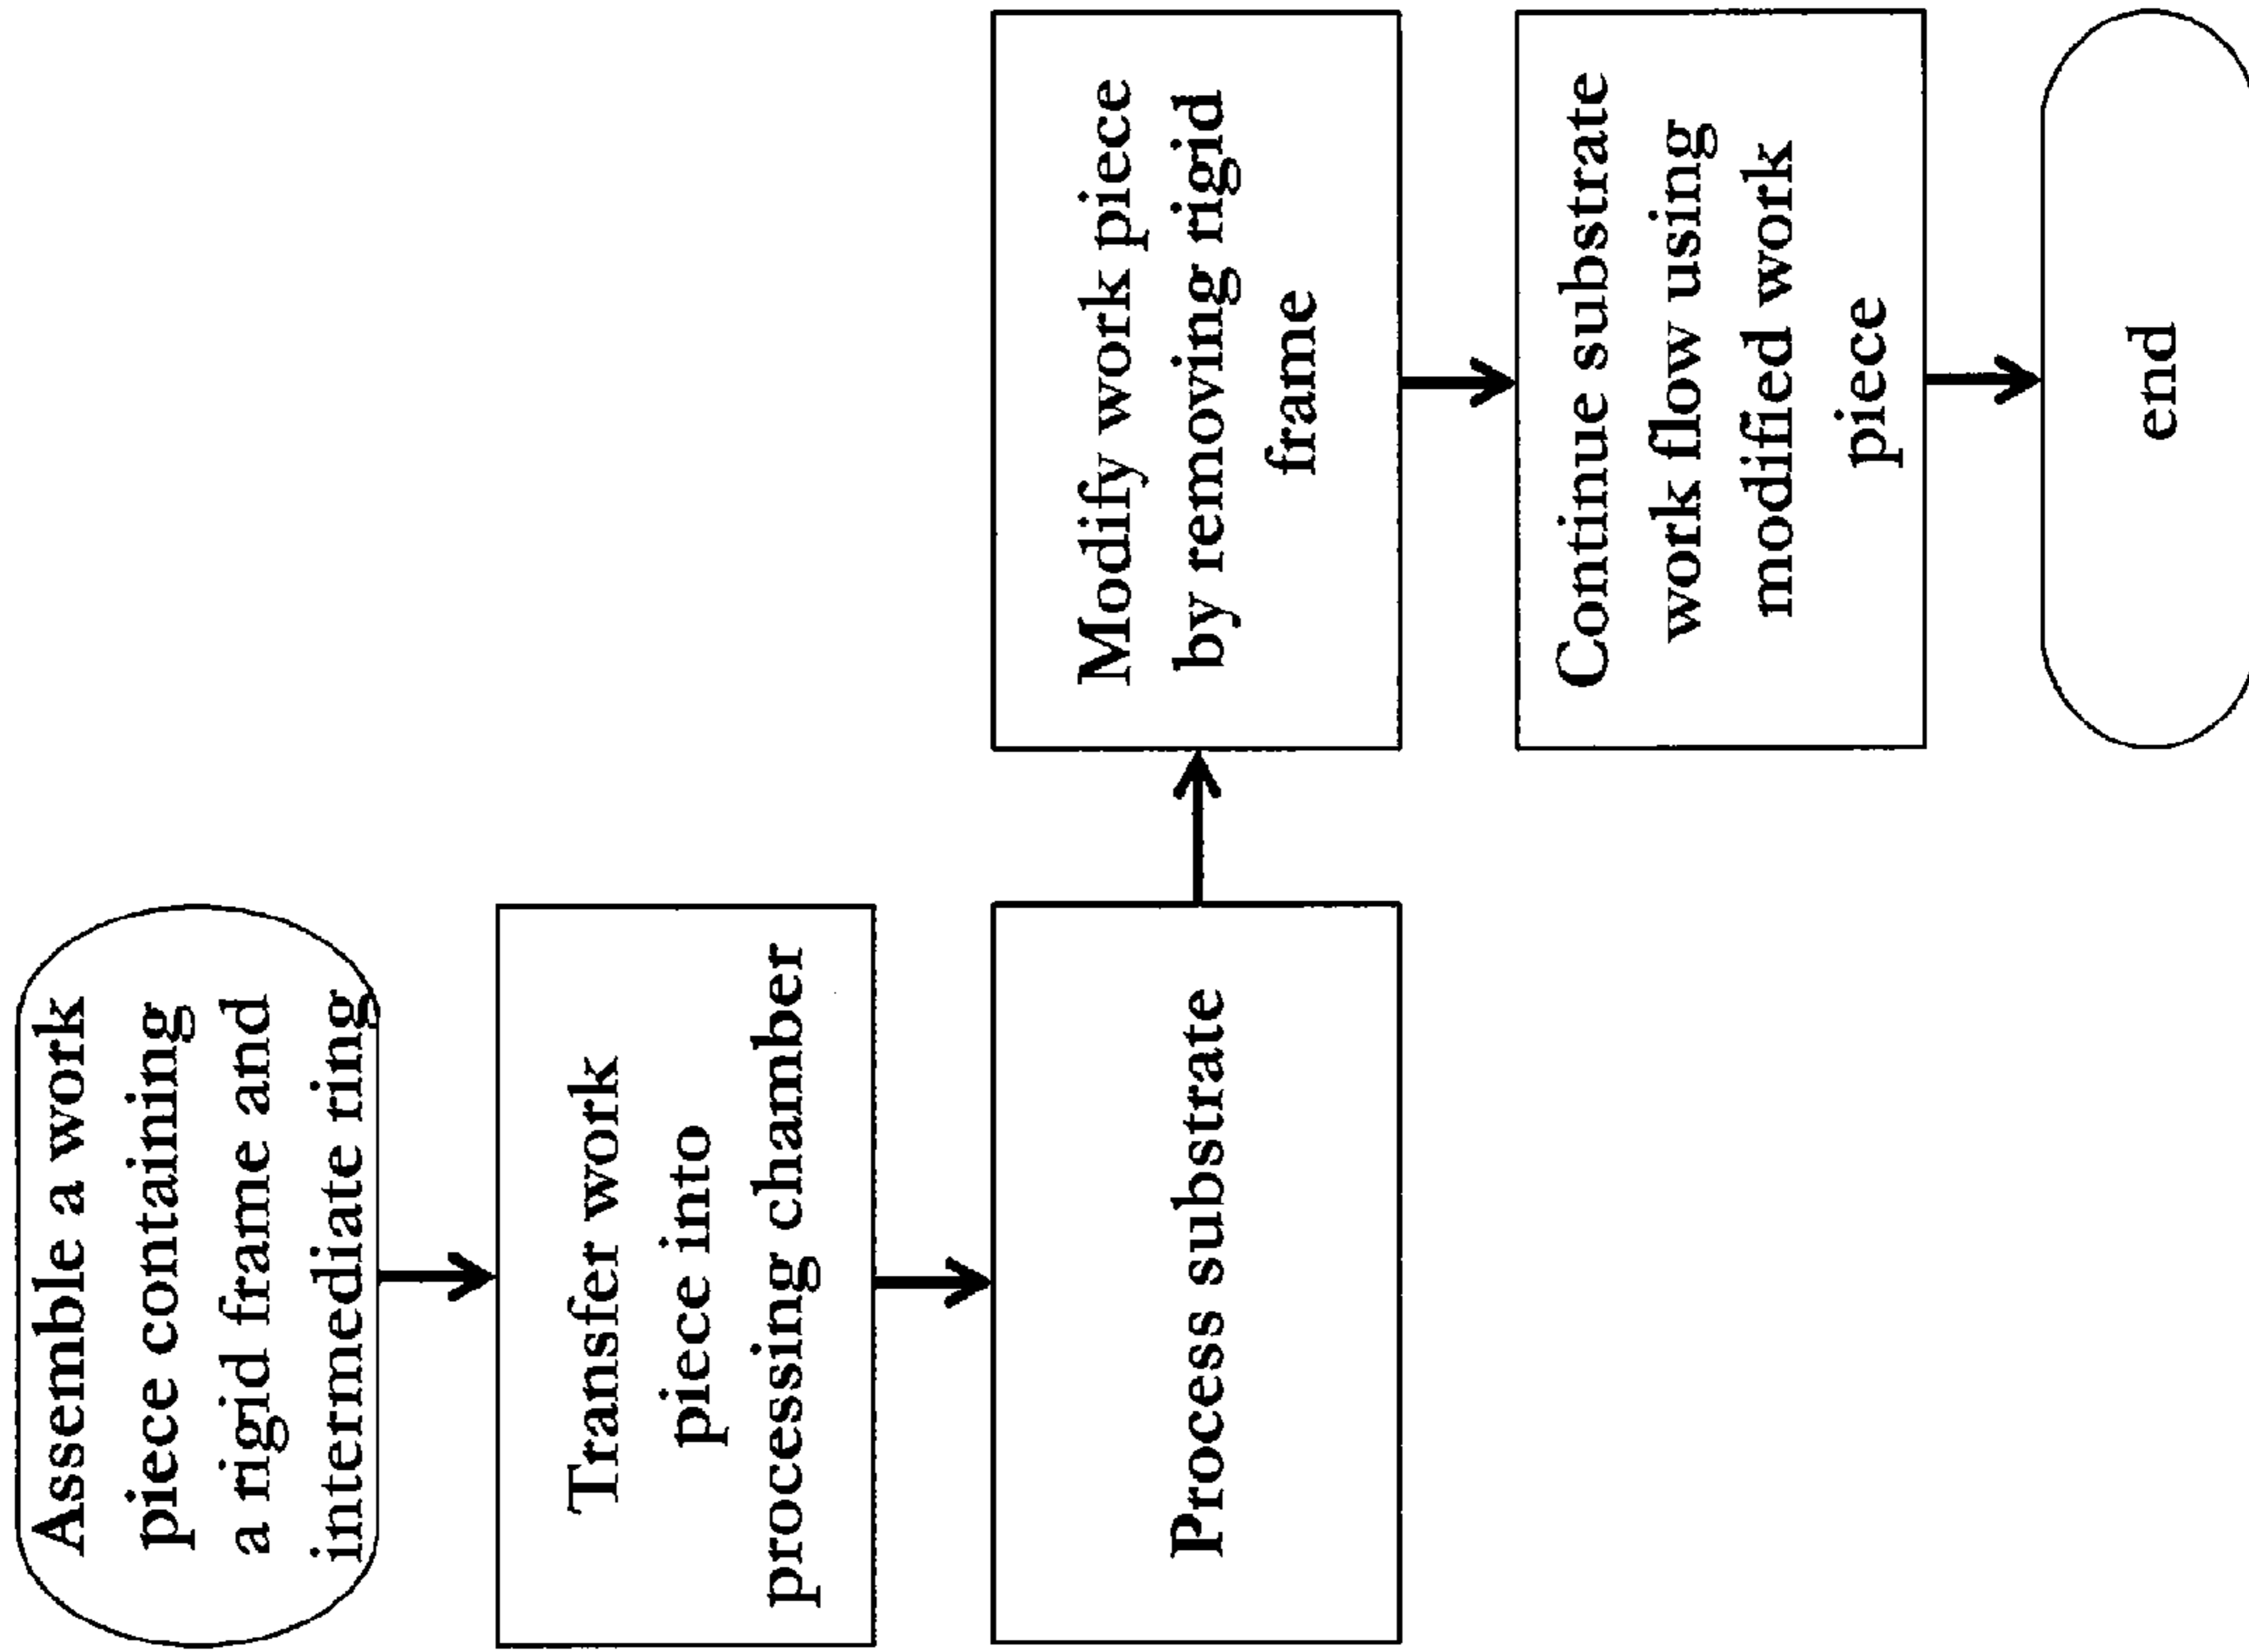 Assemble a work
piece containing
a rigid frame and
intermediate ring
Transfer work
piece into
processing chamber
Process substrate
Modify work piece
by removing rigid
frame
Continue substrate
work flow using
modified work
piece
end